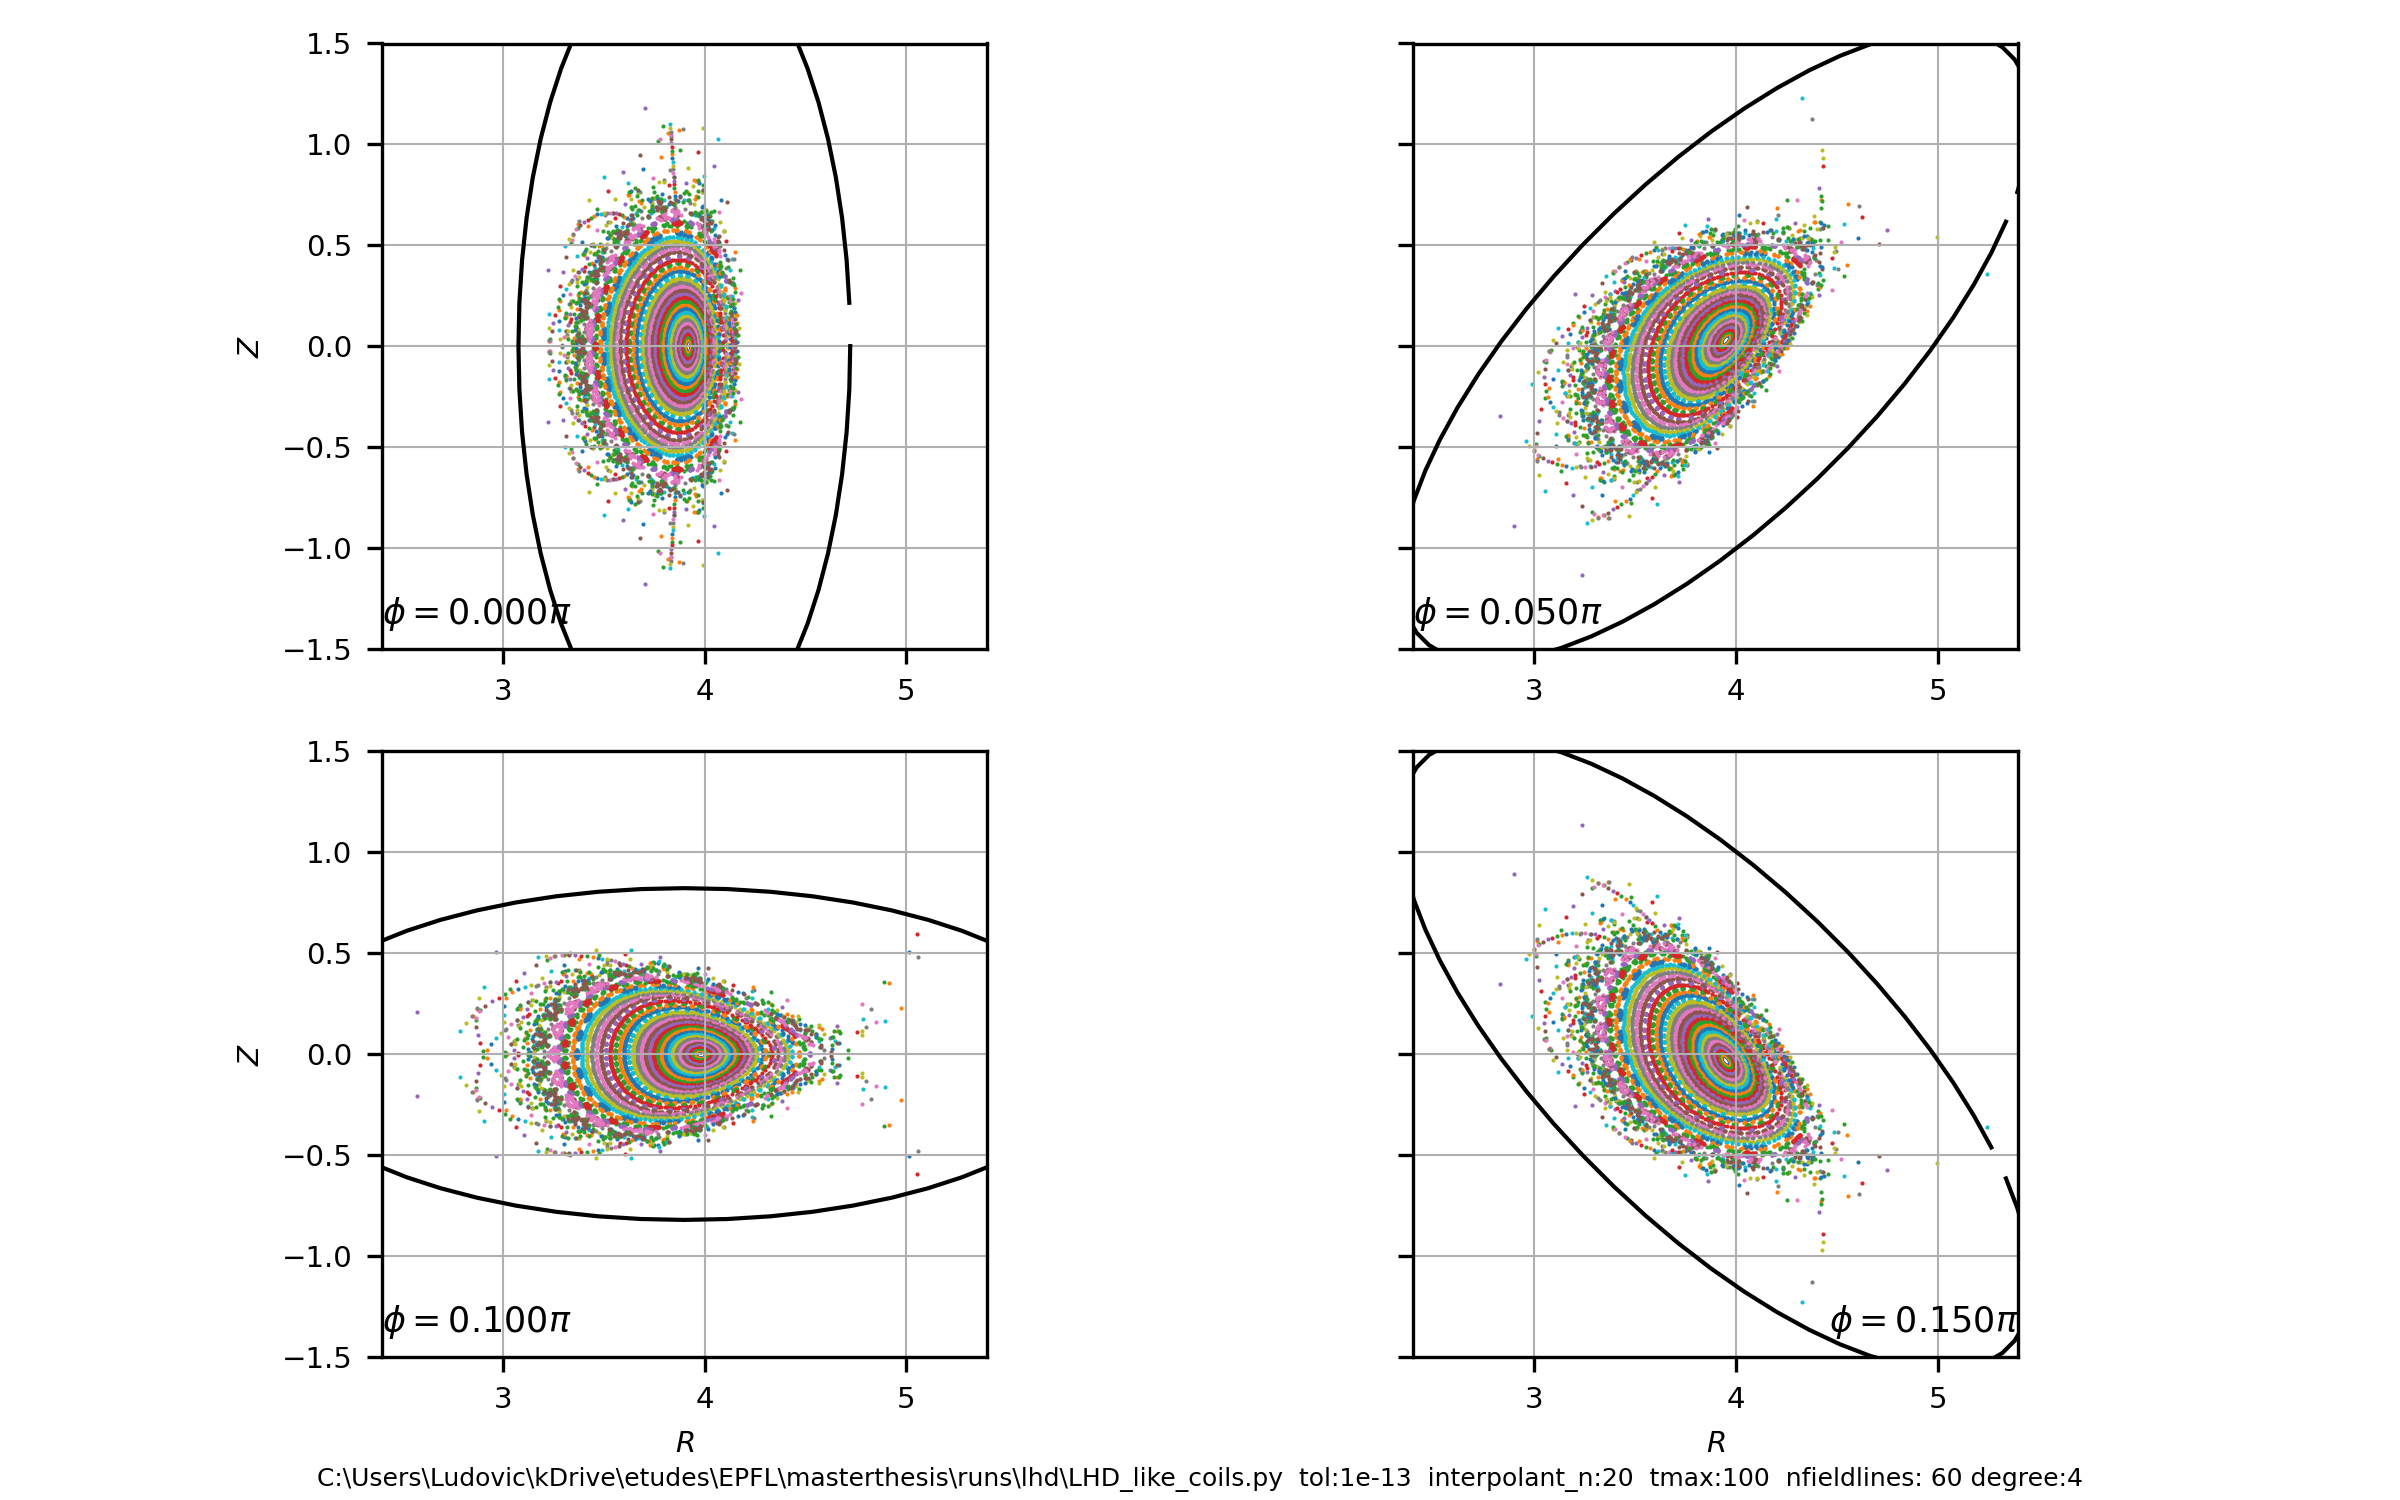 1.5
1.0
0.5
0.0
−0.5
−1.0
−1.5
Z
ϕ = 0.000π
3 4 5
ϕ = 0.050π
3 4 5
1.5
1.0
0.5
0.0
−0.5
−1.0
−1.5
Z
ϕ = 0.100π
3 4 5
R
ϕ = 0.150π
3 4 5
R
C:\Users\Ludovic\kDrive\etudes\EPFL\masterthesis\runs\lhd\LHD_like_coils.py tol:1e-13 interpolant_n:20 tmax:100 nfieldlines: 60 degree:4